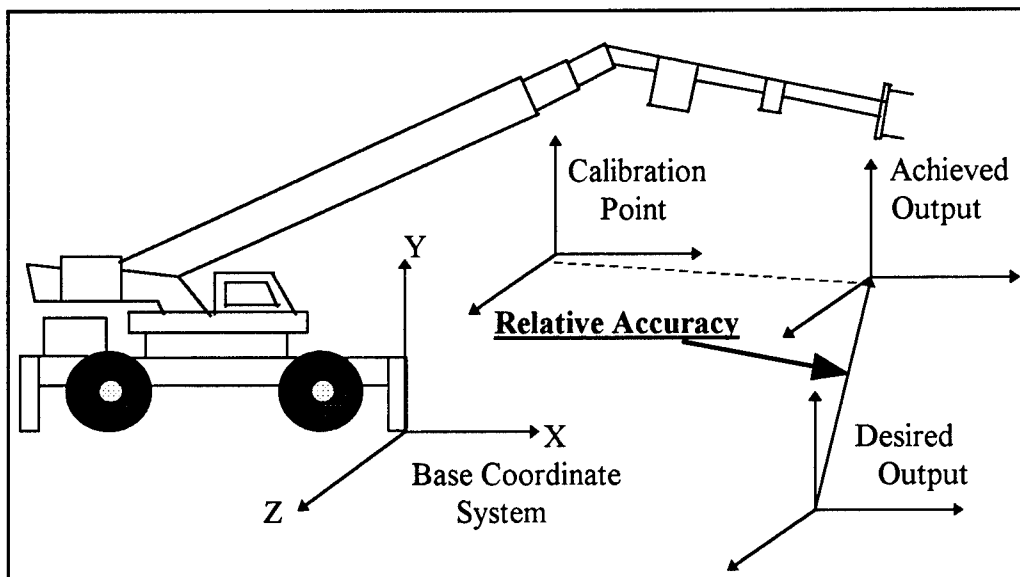 Calibration
Point
Achieved
Output
Y
Relative Accuracy
X
Desired
Output
Base Coordinate
System
Z